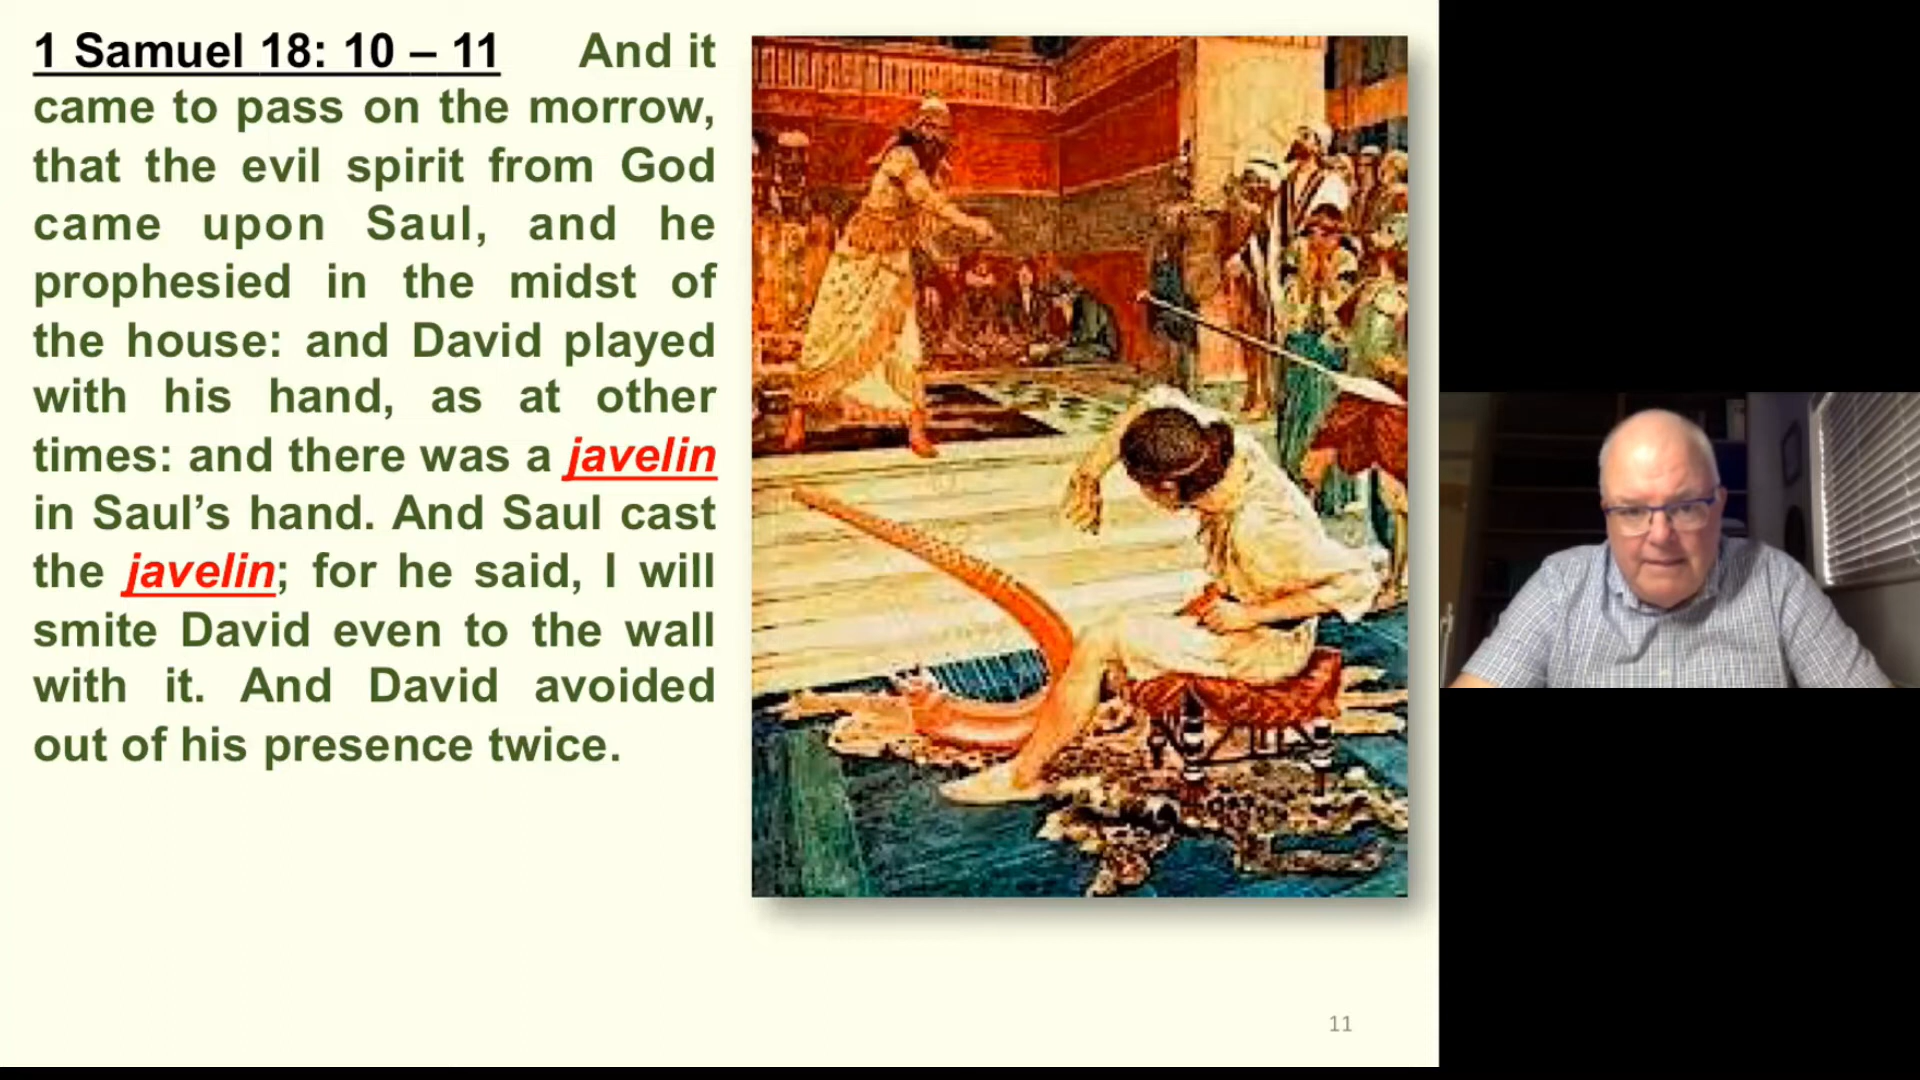 1 Samuel 18: 10 – 11 And it
came to pass on the morrow,
that the evil spirit from God
came upon Saul, and he
prophesied in the midst of
the house: and David played
with his hand, as at other
times: and there was a javelin
in Saul’s hand. And Saul cast
the javelin; for he said, I will
smite David even to the wall
with it. And David avoided
out of his presence twice.
11